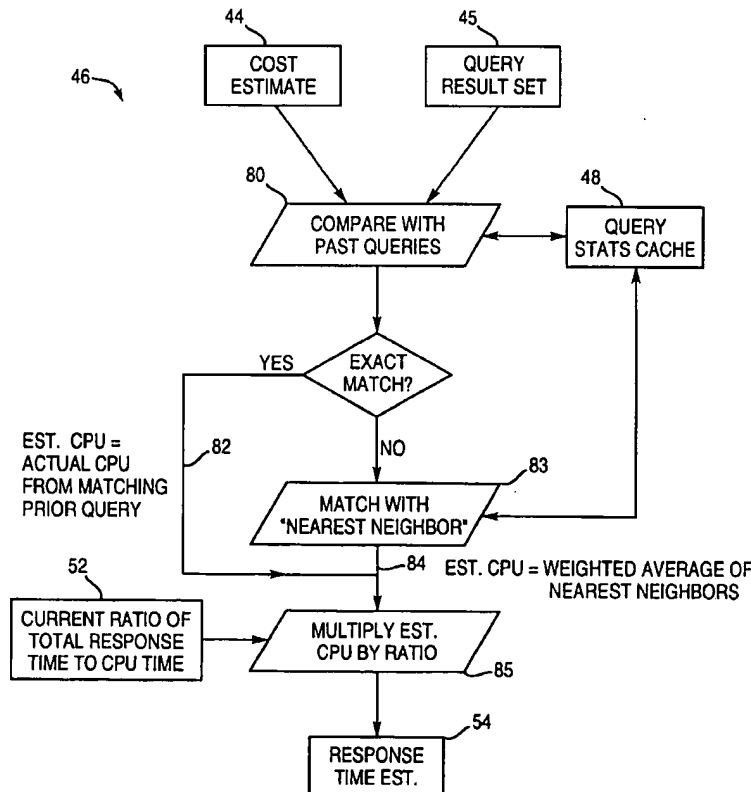 44
45
46
COST
ESTIMATE
QUERY
RESULT SET
80
48
COMPARE WITH
PAST QUERIES
QUERY
STATS CACHE
YES
EXACT
MATCH?
EST. CPU =
ACTUAL CPU
FROM MATCHING
PRIOR QUERY
82
NO
83
MATCH WITH
"NEAREST NEIGHBOR"
84
EST. CPU = WEIGHTED AVERAGE OF
NEAREST NEIGHBORS
52
CURRENT RATIO OF
TOTAL RESPONSE
TIME TO CPU TIME
MULTIPLY EST.
CPU BY RATIO
85
54
RESPONSE
TIME EST.